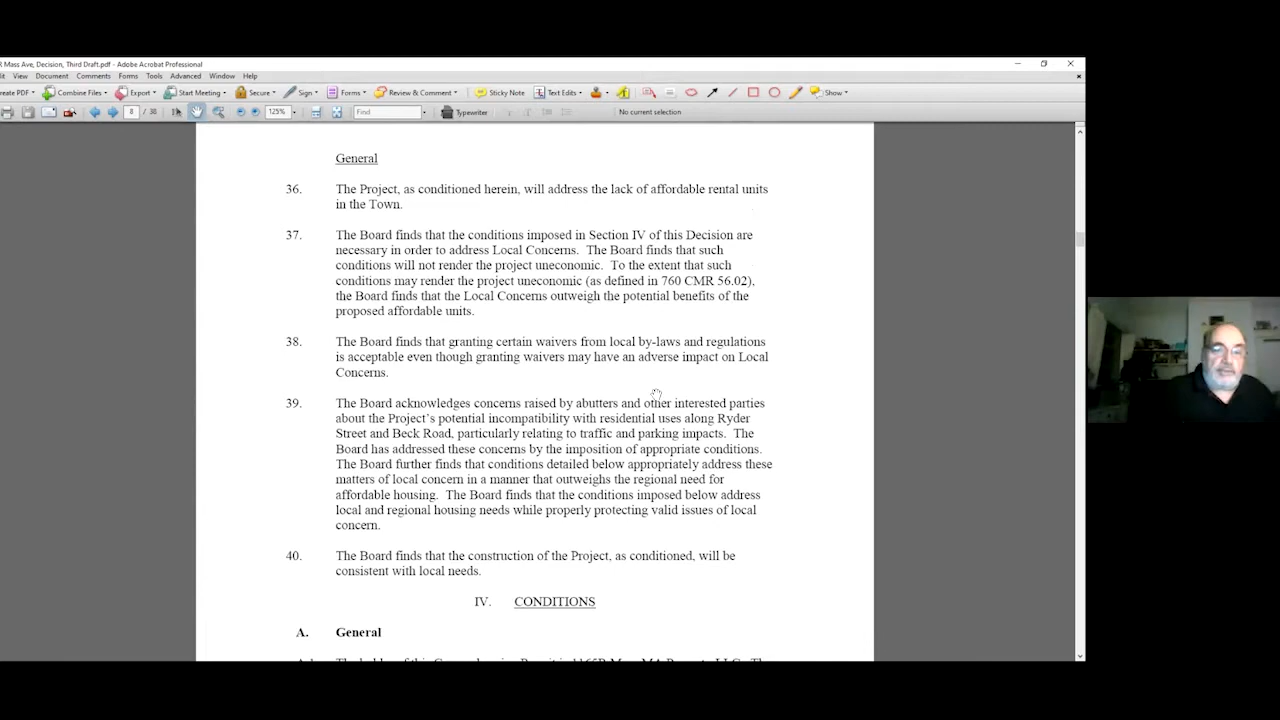 R Mass Ave, Decision, Third Draft.pdf - Adobe Acrobat Professional
it View Document Comments Forms Tools Advanced Window Help
reate PDF Combine Files Export Start Meeting Secure Sign Forms Review & Comment Sticky Note Text Edits Show
8 / 38 125% Find Typewriter No current selection
General
36. The Project, as conditioned herein, will address the lack of affordable rental units
in the Town.
37. The Board finds that the conditions imposed in Section IV of this Decision are
necessary in order to address Local Concerns. The Board finds that such
conditions will not render the project uneconomic. To the extent that such
conditions may render the project uneconomic (as defined in 760 CMR 56.02),
the Board finds that the Local Concerns outweigh the potential benefits of the
proposed affordable units.
38. The Board finds that granting certain waivers from local by-laws and regulations
is acceptable even though granting waivers may have an adverse impact on Local
Concerns.
39. The Board acknowledges concerns raised by abutters and other interested parties
about the Project's potential incompatibility with residential uses along Ryder
Street and Beck Road, particularly relating to traffic and parking impacts. The
Board has addressed these concerns by the imposition of appropriate conditions.
The Board further finds that conditions detailed below appropriately address these
matters of local concern in a manner that outweighs the regional need for
affordable housing. The Board finds that the conditions imposed below address
local and regional housing needs while properly protecting valid issues of local
concern.
40. The Board finds that the construction of the Project, as conditioned, will be
consistent with local needs.
IV. CONDITIONS
A. General